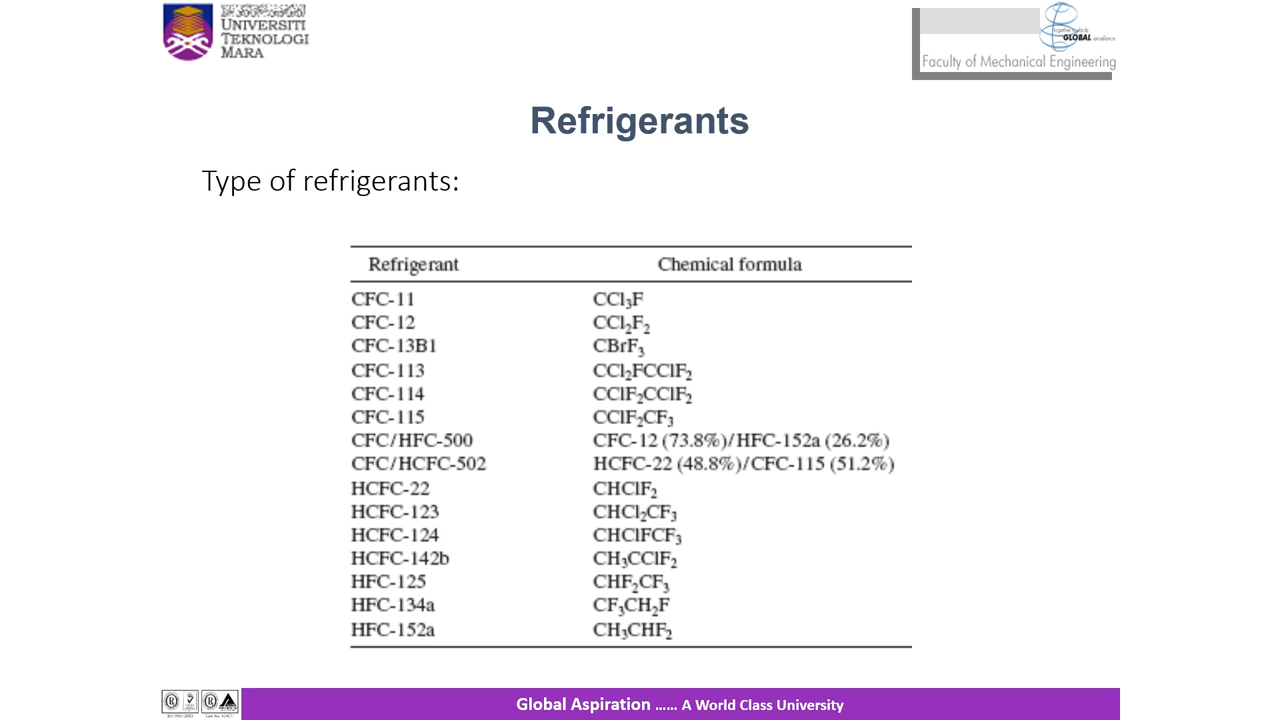 UNIVERSITI
TEKNOLOGI
MARA
GLOBAL
Faculty of Mechanical Engineering
Refrigerants
Type of refrigerants:
Refrigerant Chemical formula
CFC-11 CCl₃F
CFC-12 CCl₂F₂
CFC-13B1 CBrF₃
CFC-113 CCl₂FCClF₂
CFC-114 CClF₂CClF₂
CFC-115 CClF₂CF₃
CFC/HFC-500 CFC-12 (73.8%)/HFC-152a (26.2%)
CFC/HCFC-502 HCFC-22 (48.8%)/CFC-115 (51.2%)
HCFC-22 CHClF₂
HCFC-123 CHCl₂CF₃
HCFC-124 CHClFCF₃
HCFC-142b CH₃CClF₂
HFC-125 CHF₂CF₃
HFC-134a CF₃CH₂F
HFC-152a CH₃CHF₂
Global Aspiration ...... A World Class University